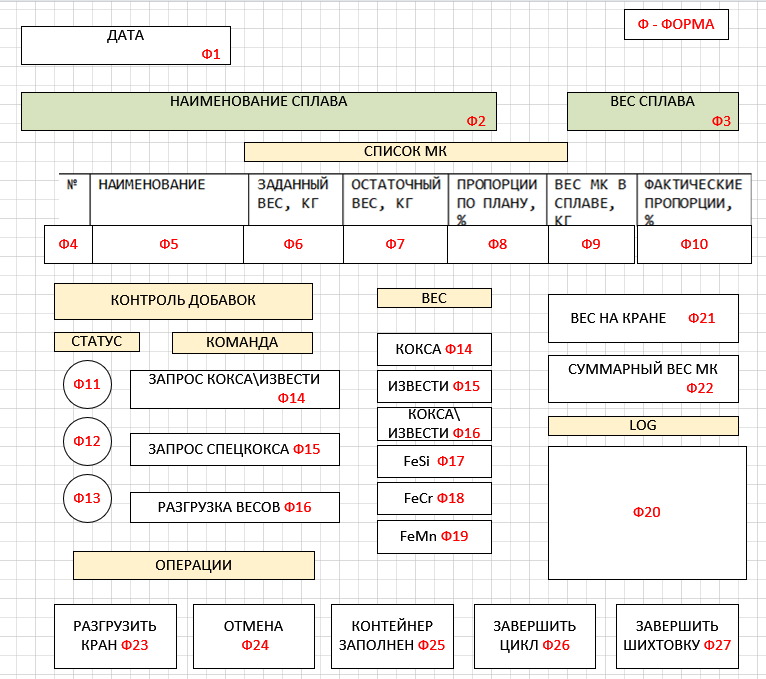 Ф - ФОРМА
ДАТА
Ф1
НАИМЕНОВАНИЕ СПЛАВА
Ф2
ВЕС СПЛАВА
Ф3
СПИСОК МК
№
НАИМЕНОВАНИЕ
ЗАДАННЫЙ
ВЕС, КГ
ОСТАТОЧНЫЙ
ВЕС, КГ
ПРОПОРЦИИ
ПО ПЛАНУ,
%
ВЕС МК В
СПЛАВЕ,
КГ
ФАКТИЧЕСКИЕ
ПРОПОРЦИИ,
%
Ф4
Ф5
Ф6
Ф7
Ф8
Ф9
Ф10
КОНТРОЛЬ ДОБАВОК
СТАТУС
КОМАНДА
Ф11
ЗАПРОС КОКСА\ИЗВЕСТИ
Ф14
Ф12
ЗАПРОС СПЕЦКОКСА Ф15
Ф13
РАЗГРУЗКА ВЕСОВ Ф16
ВЕС
КОКСА Ф14
ИЗВЕСТИ Ф15
КОКСА\
ИЗВЕСТИ Ф16
FeSi Ф17
FeCr Ф18
FeMn Ф19
ВЕС НА КРАНЕ Ф21
СУММАРНЫЙ ВЕС МК
Ф22
LOG
Ф20
ОПЕРАЦИИ
РАЗГРУЗИТЬ
КРАН Ф23
ОТМЕНА
Ф24
КОНТЕЙНЕР
ЗАПОЛНЕН Ф25
ЗАВЕРШИТЬ
ЦИКЛ Ф26
ЗАВЕРШИТЬ
ШИХТОВКУ Ф27